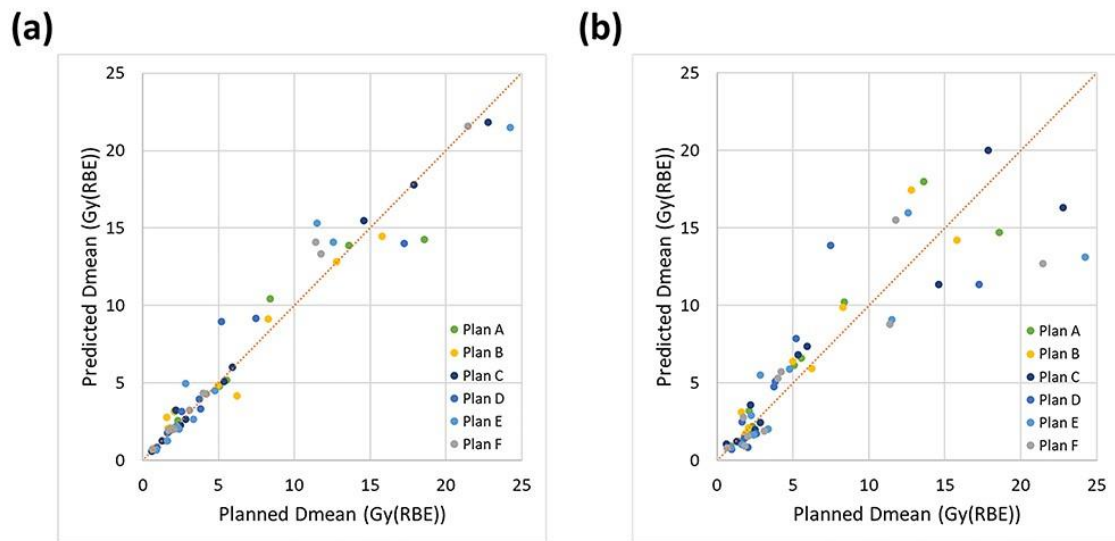 (a)
25
20
15
10
5
0
Predicted Dmean (Gy(RBE))
Plan A
Plan B
Plan C
Plan D
Plan E
Plan F
0 5 10 15 20 25
Planned Dmean (Gy(RBE))
(b)
25
20
15
10
5
0
Predicted Dmean (Gy(RBE))
Plan A
Plan B
Plan C
Plan D
Plan E
Plan F
0 5 10 15 20 25
Planned Dmean (Gy(RBE))